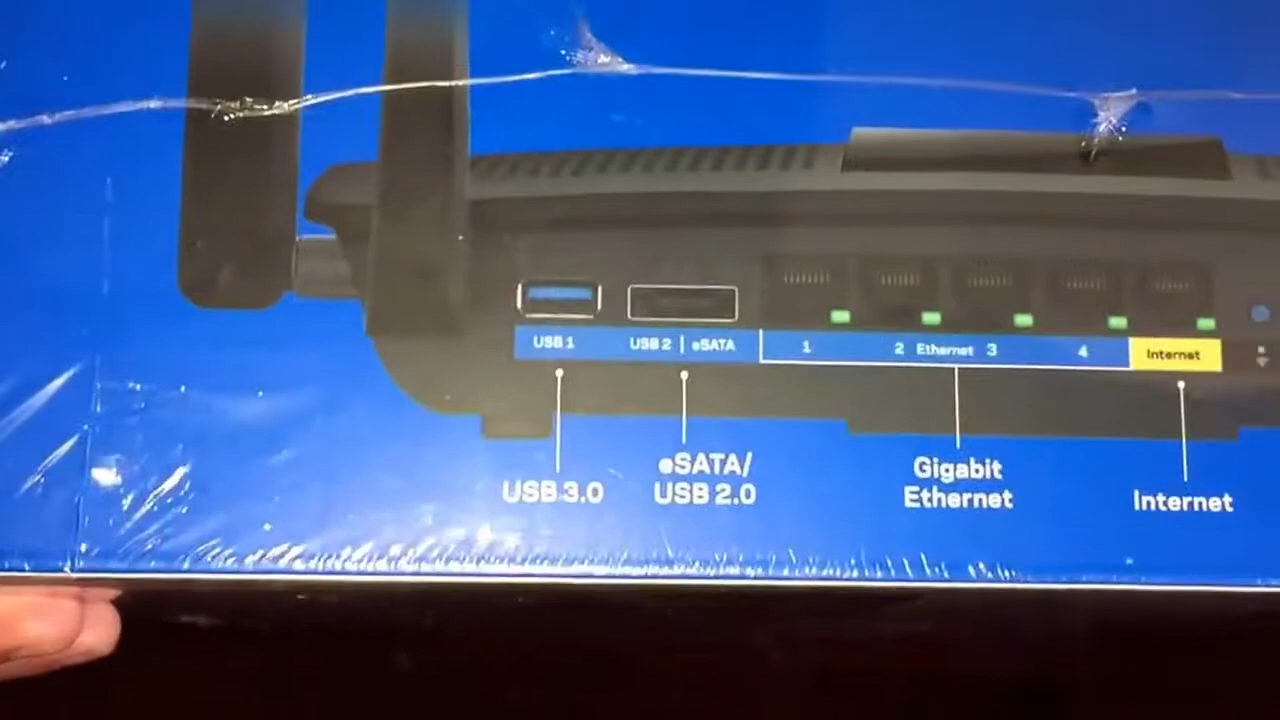 USB 1
USB 2 | eSATA
1 2 Ethernet 3 4
Internet
USB 3.0
eSATA/
USB 2.0
Gigabit
Ethernet
Internet